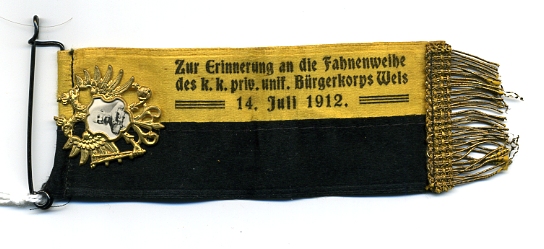 Zur Erinnerung an die Fahnenweihe
des k. k. priv. unif. Bürgerkorps Wels
14. Juli 1912.